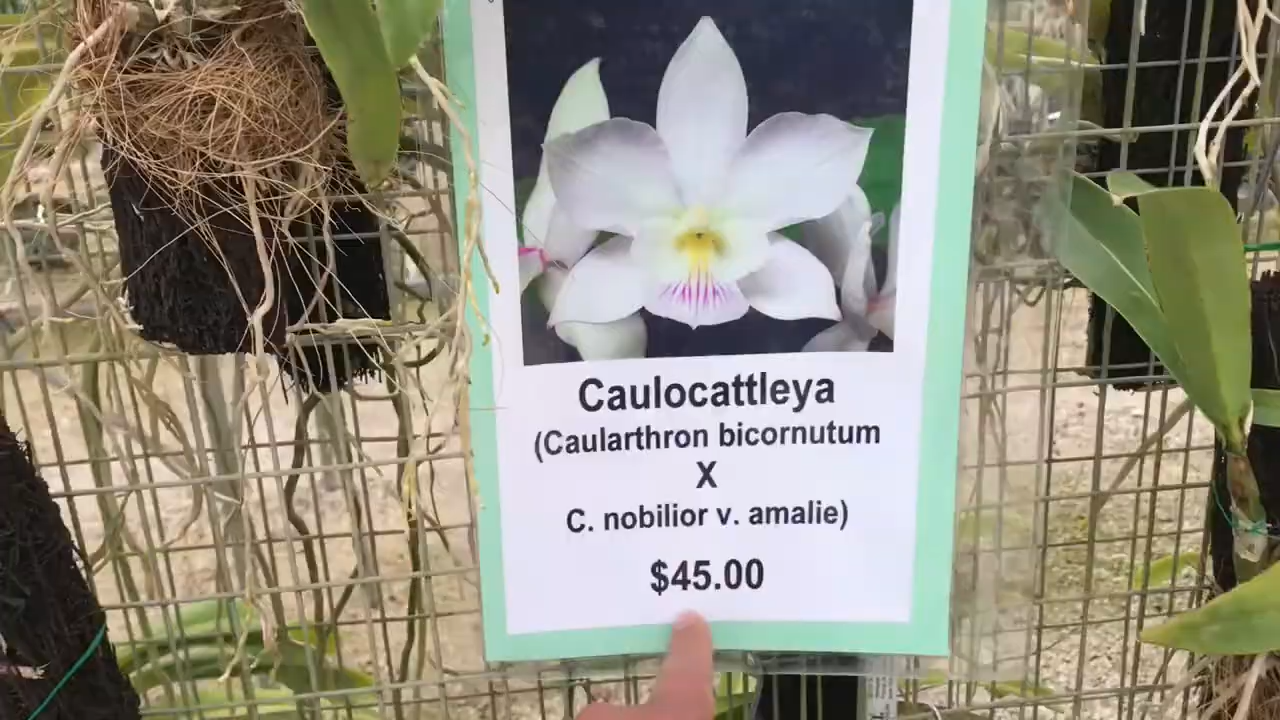 Caulocattleya
(Caularthron bicornutum
X
C. nobilior v. amalie)
$45.00